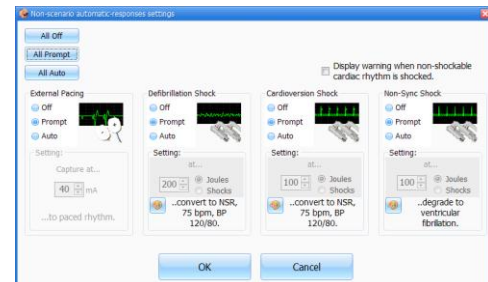 Non-scenario automatic-responses settings
All Off
All Prompt
All Auto
Display warning when non-shockable
cardiac rhythm is shocked.
External Pacing
Off
Prompt
Auto
Setting:
Capture at...
40 mA
...to paced rhythm.
Defibrillation Shock
Off
Prompt
Auto
Setting:
at...
200
Joules
Shocks
..convert to NSR,
75 bpm, BP
120/80.
Cardioversion Shock
Off
Prompt
Auto
Setting:
at...
100
Joules
Shocks
..convert to NSR,
75 bpm, BP
120/80.
Non-Sync Shock
Off
Prompt
Auto
Setting:
at...
100
Joules
Shocks
..degrade to
ventricular
fibrillation.
OK
Cancel